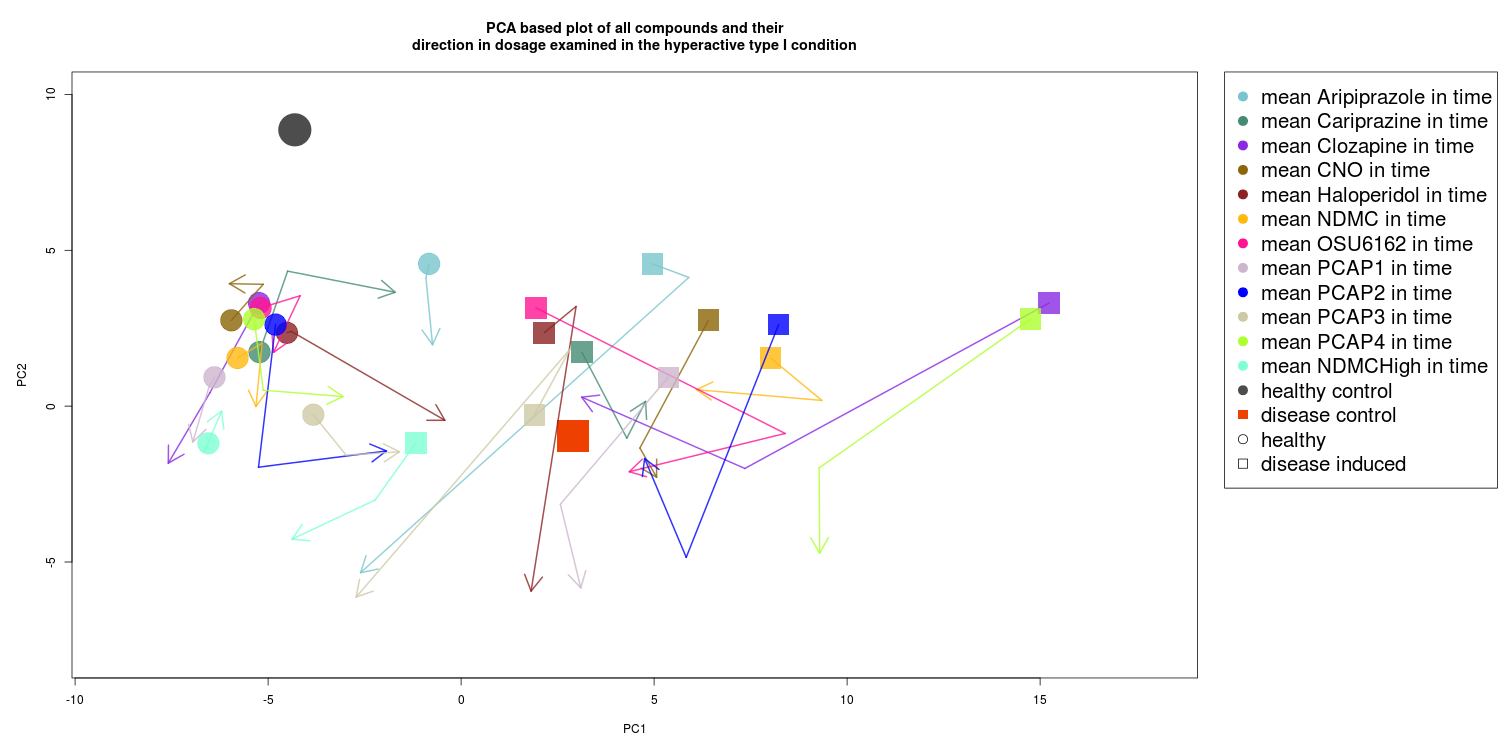 PCA based plot of all compounds and their
direction in dosage examined in the hyperactive type I condition
10
5
0
-5
PC2
-10
-5
0
5
10
15
PC1
mean Aripiprazole in time
mean Cariprazine in time
mean Clozapine in time
mean CNO in time
mean Haloperidol in time
mean NDMC in time
mean OSU6162 in time
mean PCAP1 in time
mean PCAP2 in time
mean PCAP3 in time
mean PCAP4 in time
mean NDMCHigh in time
healthy control
disease control
healthy
disease induced